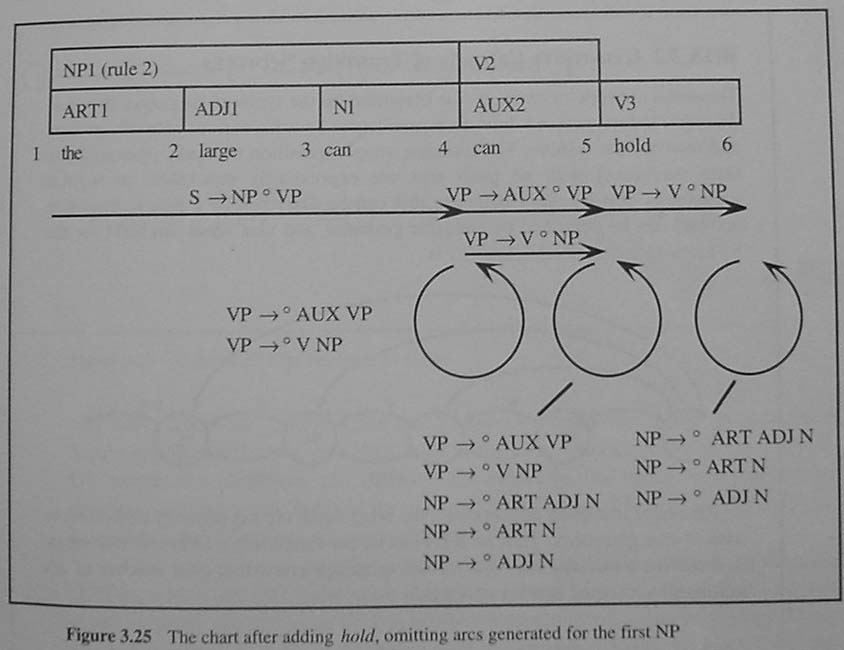 NP1 (rule 2) V2
ART1 ADJ1 N1 AUX2 V3
1 the 2 large 3 can 4 can 5 hold 6
S → NP ° VP VP → AUX ° VP VP → V ° NP
VP → V ° NP
VP → ° AUX VP
VP → ° V NP
VP → ° AUX VP
VP → ° V NP
NP → ° ART ADJ N
NP → ° ART N
NP → ° ADJ N
NP → ° ART ADJ N
NP → ° ART N
NP → ° ADJ N
Figure 3.25 The chart after adding hold, omitting arcs generated for the first NP